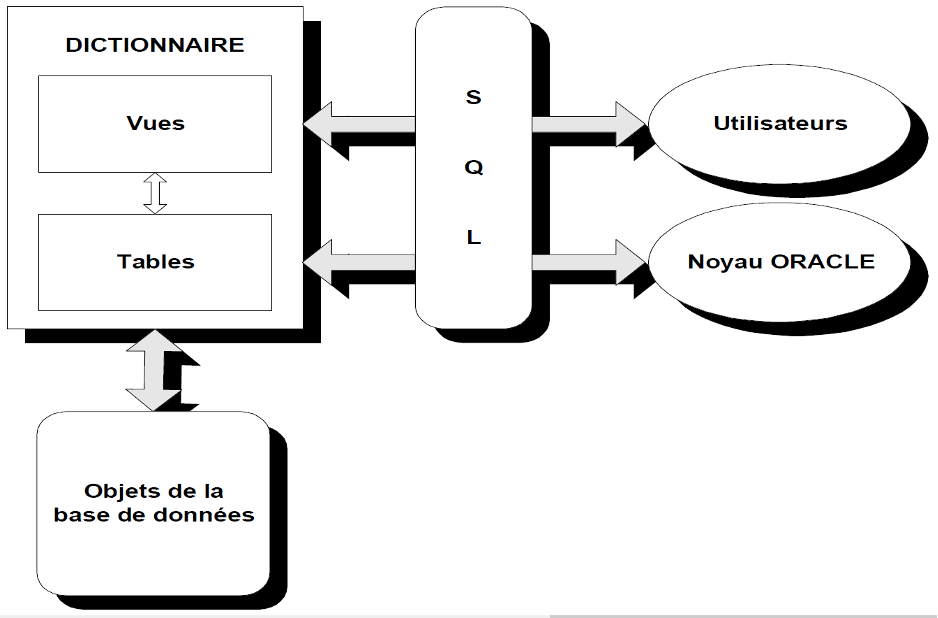 DICTIONNAIRE
Vues
Tables
S
Q
L
Utilisateurs
Noyau ORACLE
Objets de la
base de données